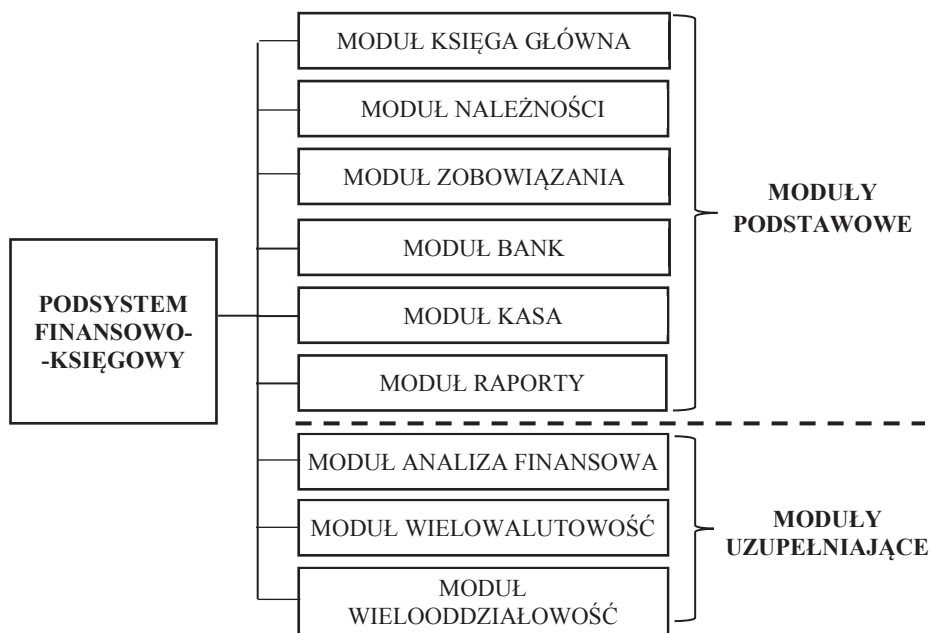 MODUŁ KSIĘGA GŁÓWNA
MODUŁ NALEŻNOŚCI
MODUŁ ZOBOWIĄZANIA
MODUŁ BANK
MODUŁ KASA
MODUŁ RAPORTY
MODUŁY
PODSTAWOWE
PODSYSTEM
FINANSOWO-
-KSIĘGOWY
MODUŁ ANALIZA FINANSOWA
MODUŁ WIELOWALUTOWOŚĆ
MODUŁ
WIELOODDZIAŁOWOŚĆ
MODUŁY
UZUPEŁNIAJĄCE